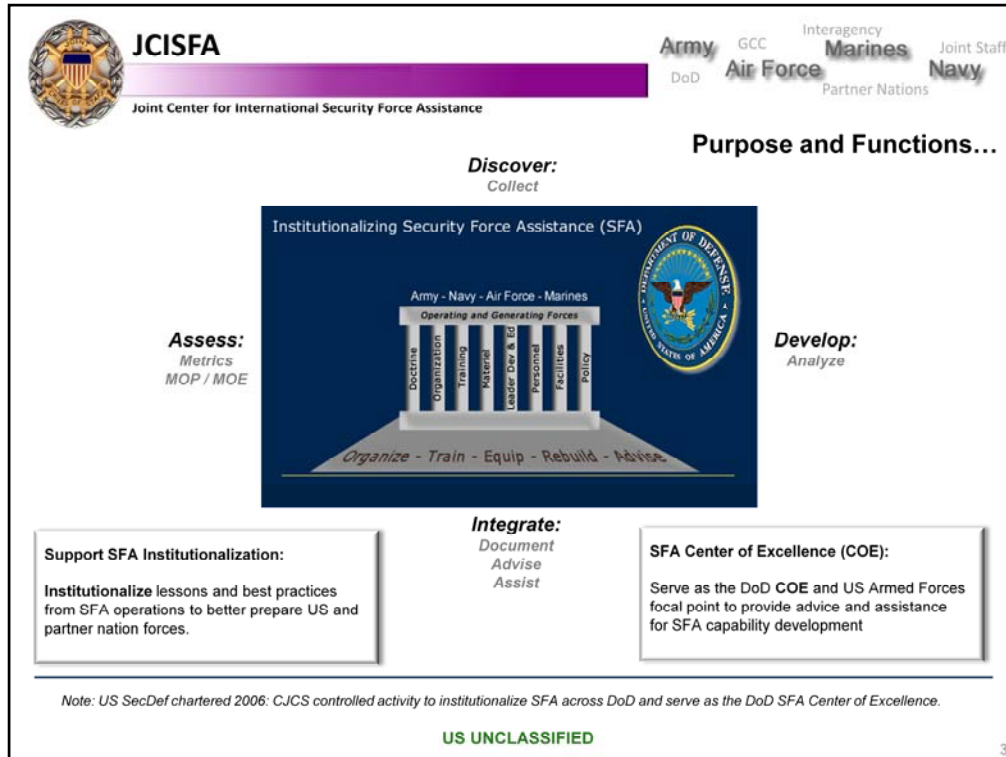 JCISFA
Joint Center for International Security Force Assistance
Interagency
Army GCC Marines Joint Staff
DoD Air Force Navy
Partner Nations
Purpose and Functions…
Discover:
Collect
Institutionalizing Security Force Assistance (SFA)
DEPARTMENT OF DEFENSE
UNITED STATES OF AMERICA
Army - Navy - Air Force - Marines
Operating and Generating Forces
Doctrine
Organization
Training
Materiel
Leader Dev & Ed
Personnel
Facilities
Policy
Organize - Train - Equip - Rebuild - Advise
Assess:
Metrics
MOP / MOE
Develop:
Analyze
Integrate:
Document
Advise
Assist
Support SFA Institutionalization:
Institutionalize lessons and best practices
from SFA operations to better prepare US and
partner nation forces.
SFA Center of Excellence (COE):
Serve as the DoD COE and US Armed Forces
focal point to provide advice and assistance
for SFA capability development
Note: US SecDef chartered 2006: CJCS controlled activity to institutionalize SFA across DoD and serve as the DoD SFA Center of Excellence.
US UNCLASSIFIED
3